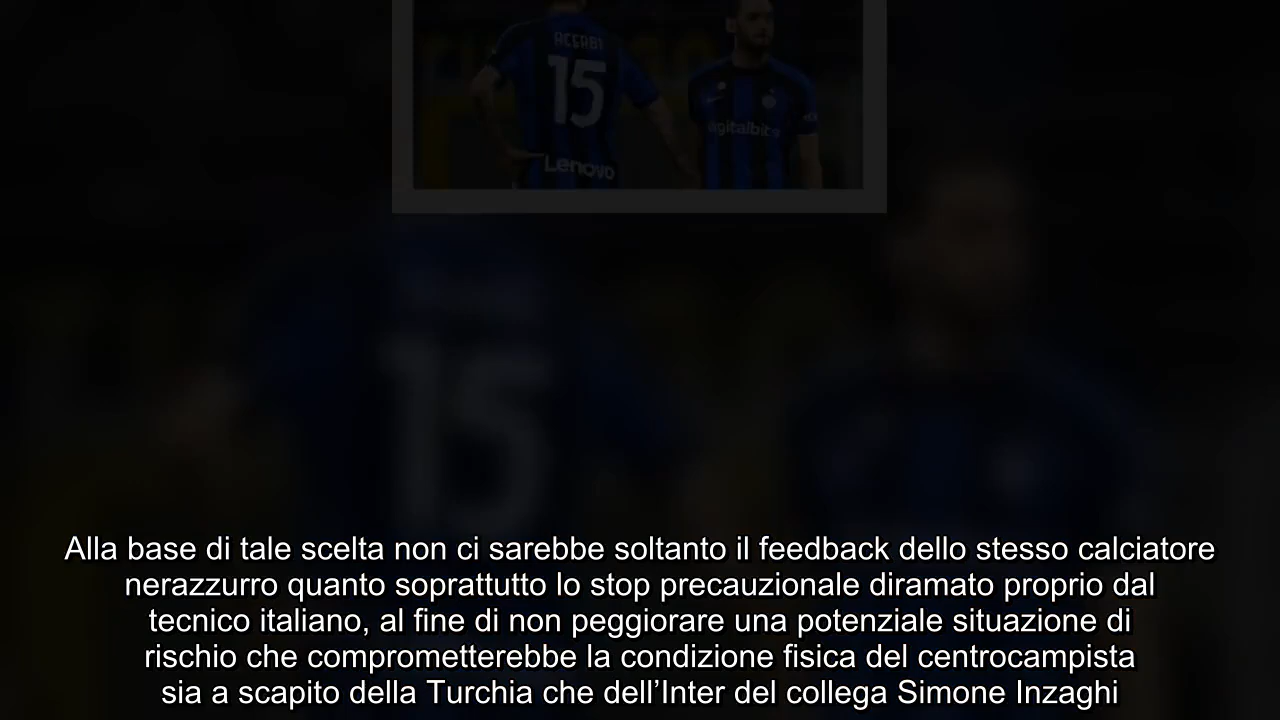 ACERBI
15
Lenovo
digitalbits
Alla base di tale scelta non ci sarebbe soltanto il feedback dello stesso calciatore
nerazzurro quanto soprattutto lo stop precauzionale diramato proprio dal
tecnico italiano, al fine di non peggiorare una potenziale situazione di
rischio che comprometterebbe la condizione fisica del centrocampista
sia a scapito della Turchia che dell’Inter del collega Simone Inzaghi